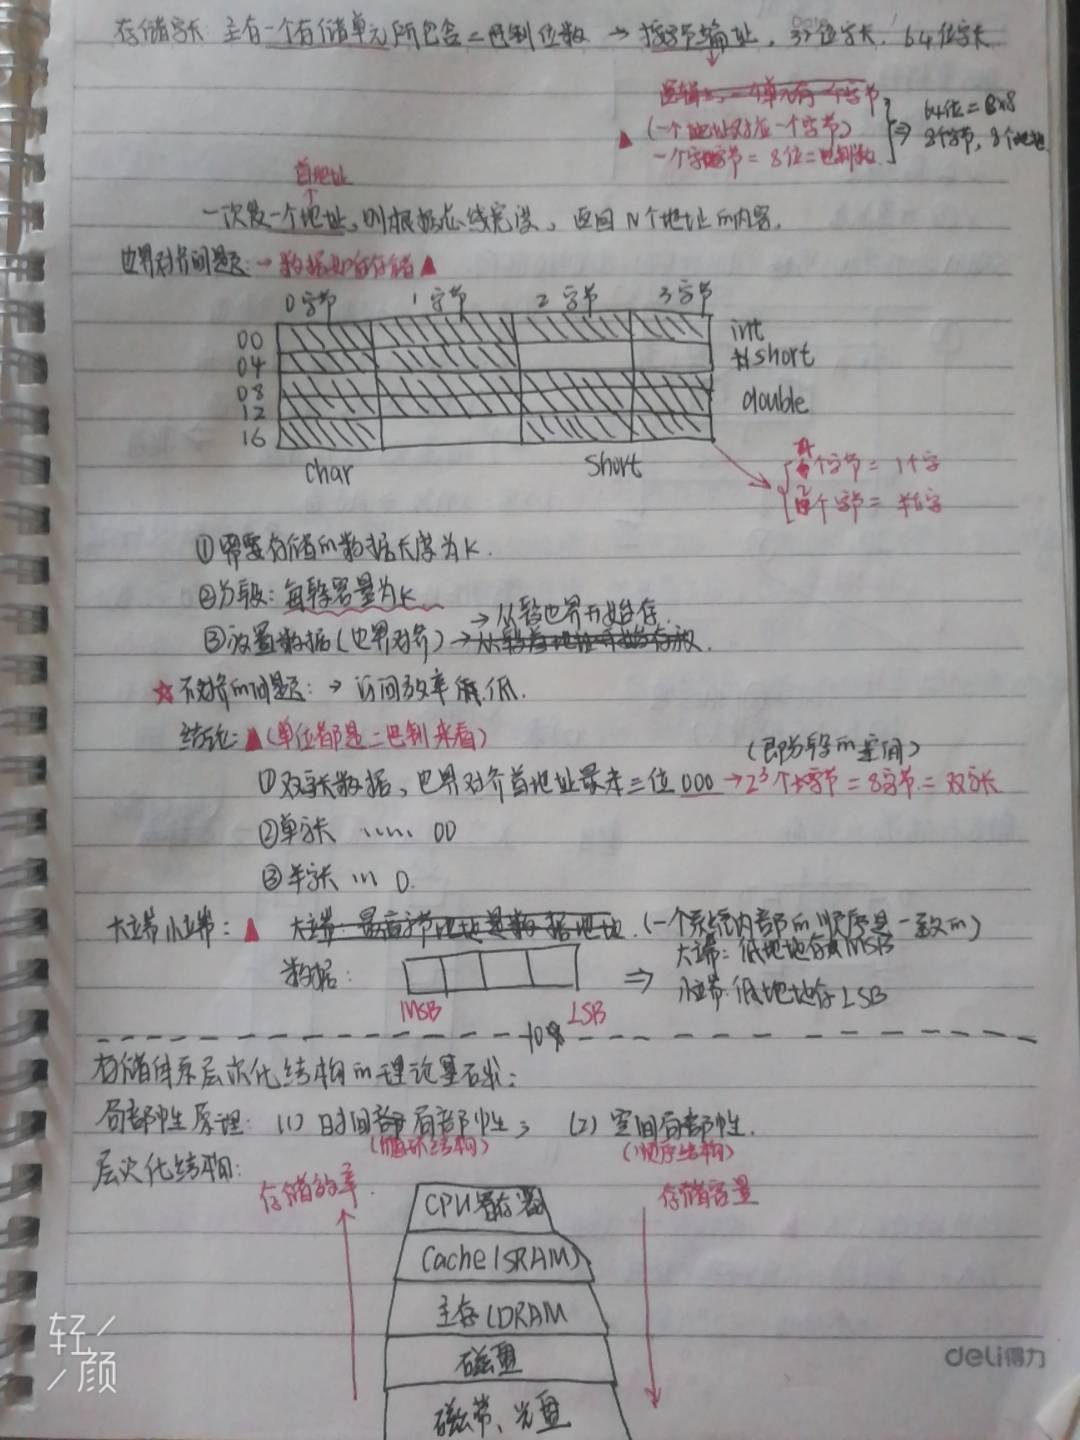 存储字长: 主存一个存储单元所包含二进制位数 → 按字节编址, 32位字长, 64位字长
逻辑上, 一个单元存一个字节
(一个地址对应一个字节)
一个字节 = 8位二进制数
⇒ 64位 = 8×8
8个字节, 8个地址
首地址
一次发一个地址, 则根据总线宽度, 返回N个地址的内容.
边界对齐问题: → 数据如何存储▲
0字节 1字节 2字节 3字节
00 int
04 short
08 double
12
16
char short
4个字节 = 1个字
2个字节 = 半个字
①需要存储的数据长度为K.
②分段: 每段容量为K
→ 从段边界开始存.
③放置数据(边界对齐) → 从段首地址开始存放.
☆不对齐的问题: → 访问效率低.
结论: ▲(单位都是二进制来看)
(即分段的空间)
①双字长数据, 边界对齐首地址最末三位000 → 2³个字节 = 8字节 = 双字长
②单字长 ..... 00
③半字长 ... 0.
大端小端: ▲ 大端: 最高字节地址是数据地址. (一个系统内部的顺序是一致的)
数据: ⇒ 大端: 低地址存MSB
小端: 低地址存LSB
MSB LSB
存储体系层次化结构的理论基础:
局部性原理: (1) 时间局部性; (2) 空间局部性.
(循环结构) (顺序结构)
层次化结构:
存储效率 存储容量
CPU寄存器
Cache(SRAM)
主存(DRAM
磁盘
磁带、光盘
轻颜
deli得力